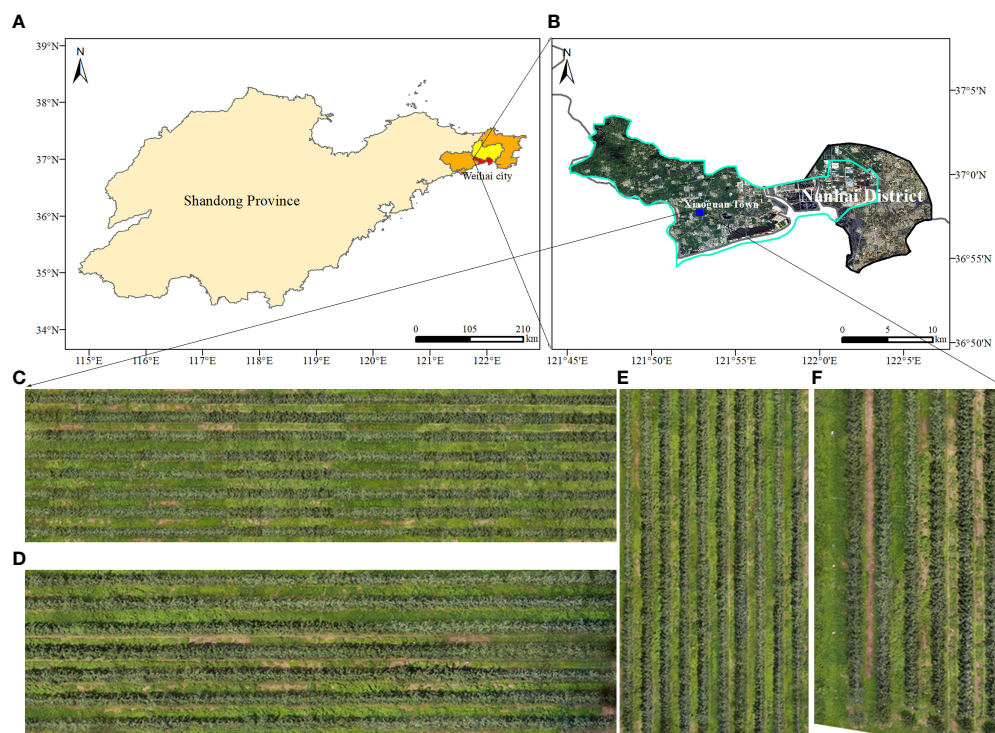 A
B
N
39°N
38°N
37°N
36°N
35°N
34°N
Shandong Province
Weihai city
0 105 210
km
115°E 116°E 117°E 118°E 119°E 120°E 121°E 122°E
N
37°5'N
37°0'N
36°55'N
36°50'N
Xiaoguan Town
Nanhai District
0 5 10
km
121°45'E 121°50'E 121°55'E 122°0'E 122°5'E
C
D
E
F